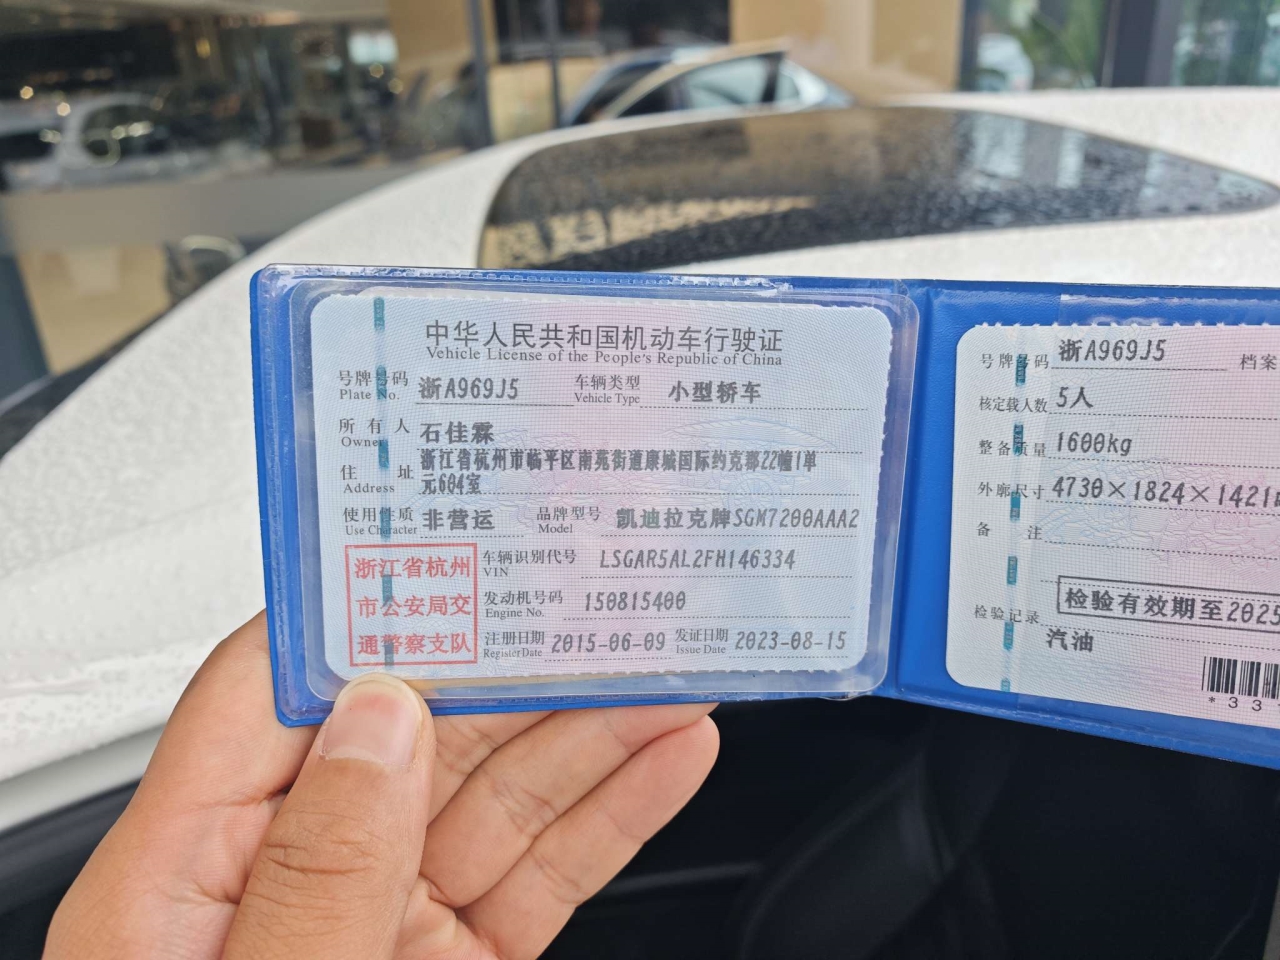 中华人民共和国机动车行驶证
Vehicle License of the People's Republic of China
号牌号码 浙A969J5 车辆类型 小型轿车
Plate No. Vehicle Type
所有人 石佳霖
Owner
住址 浙江省杭州市临平区南苑街道康城国际约克郡22幢1单
Address 元604室
使用性质 非营运 品牌型号 凯迪拉克牌SGM7200AAA2
Use Character Model
浙江省杭州
市公安局交
通警察支队
车辆识别代号 LSGAR5AL2FH146334
VIN
发动机号码 150815400
Engine No.
注册日期 2015-06-09 发证日期 2023-08-15
Register Date Issue Date
号牌号码 浙A969J5 档案
核定载人数 5人
整备质量 1600kg
外廓尺寸 4730×1824×1421
备注
检验有效期至2025
检验记录
汽油
*33